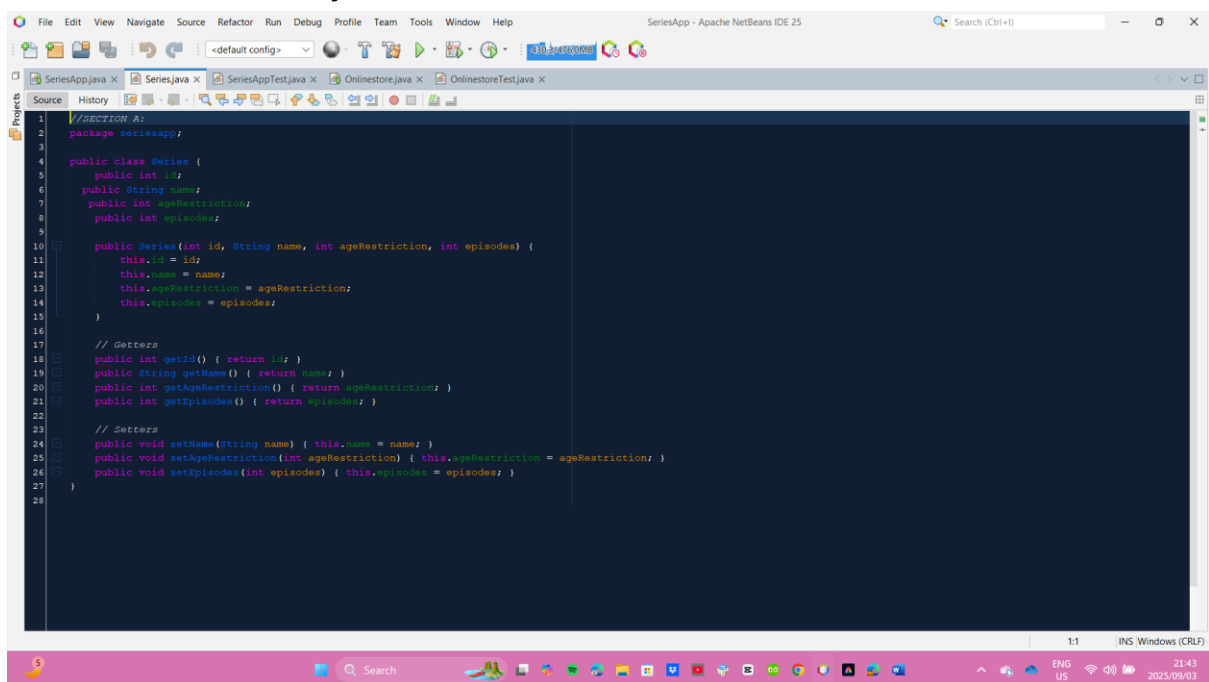 File Edit View Navigate Source Refactor Run Debug Profile Team Tools Window Help SeriesApp - Apache NetBeans IDE 25 Search (Ctrl+I)
<default config> 430,3/476,0MB
SeriesApp.java Series.java SeriesAppTest.java Onlinestore.java OnlinestoreTest.java
Projects
Source History
1 //SECTION A:
2 package seriesapp;
3
4 public class Series {
5 public int id;
6 public String name;
7 public int ageRestriction;
8 public int episodes;
9
10 public Series(int id, String name, int ageRestriction, int episodes) {
11 this.id = id;
12 this.name = name;
13 this.ageRestriction = ageRestriction;
14 this.episodes = episodes;
15 }
16
17 // Getters
18 public int getId() { return id; }
19 public String getName() { return name; }
20 public int getAgeRestriction() { return ageRestriction; }
21 public int getEpisodes() { return episodes; }
22
23 // Setters
24 public void setName(String name) { this.name = name; }
25 public void setAgeRestriction(int ageRestriction) { this.ageRestriction = ageRestriction; }
26 public void setEpisodes(int episodes) { this.episodes = episodes; }
27 }
28
1:1 INS Windows (CRLF)
5 Search ENG 21:43
US 2025/09/03